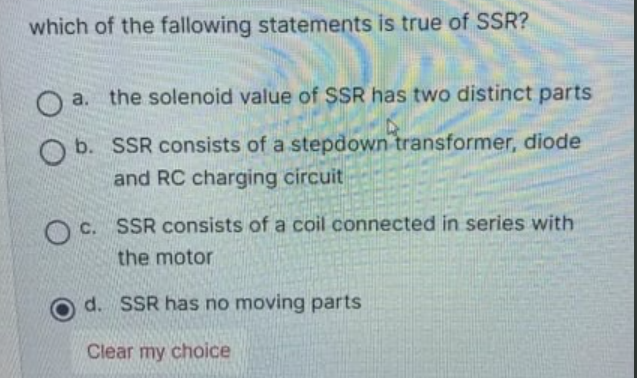 which of the fallowing statements is true of SSR?
a. the solenoid value of SSR has two distinct parts
b. SSR consists of a stepdown transformer, diode
and RC charging circuit
c. SSR consists of a coil connected in series with
the motor
d. SSR has no moving parts
Clear my choice